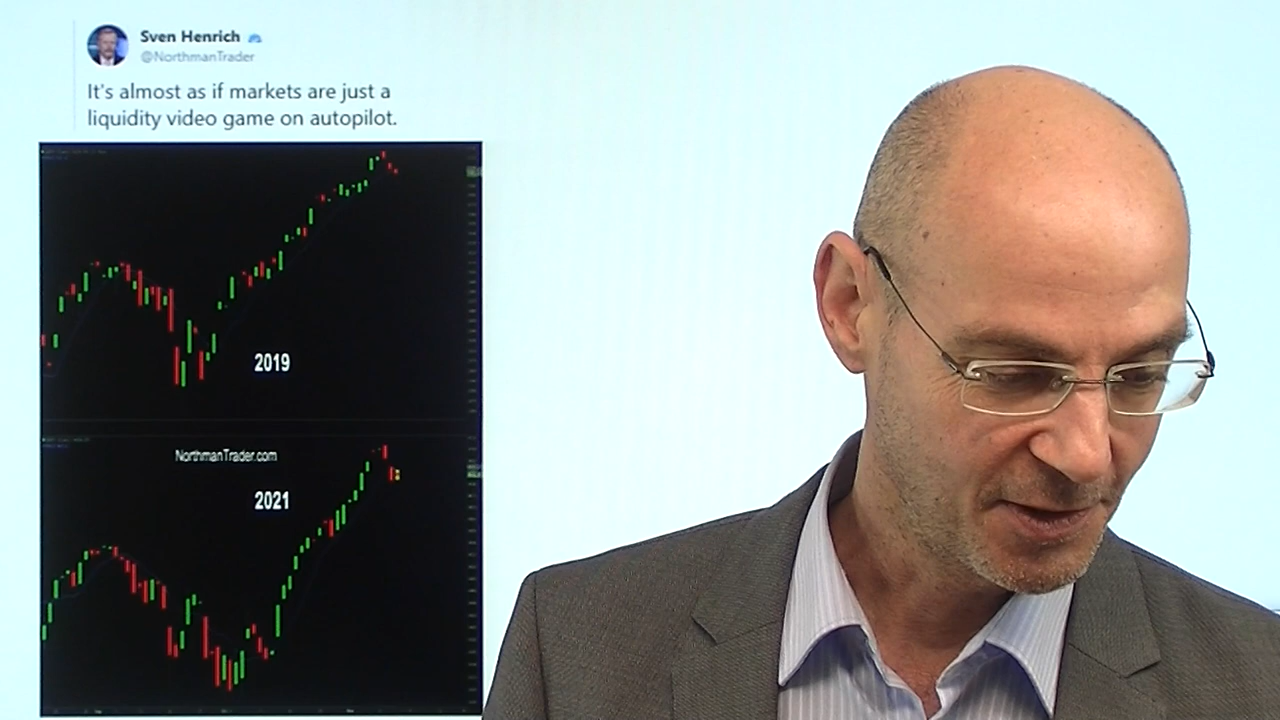 Sven Henrich
@NorthmanTrader
It's almost as if markets are just a
liquidity video game on autopilot.
2019
NorthmanTrader.com
2021